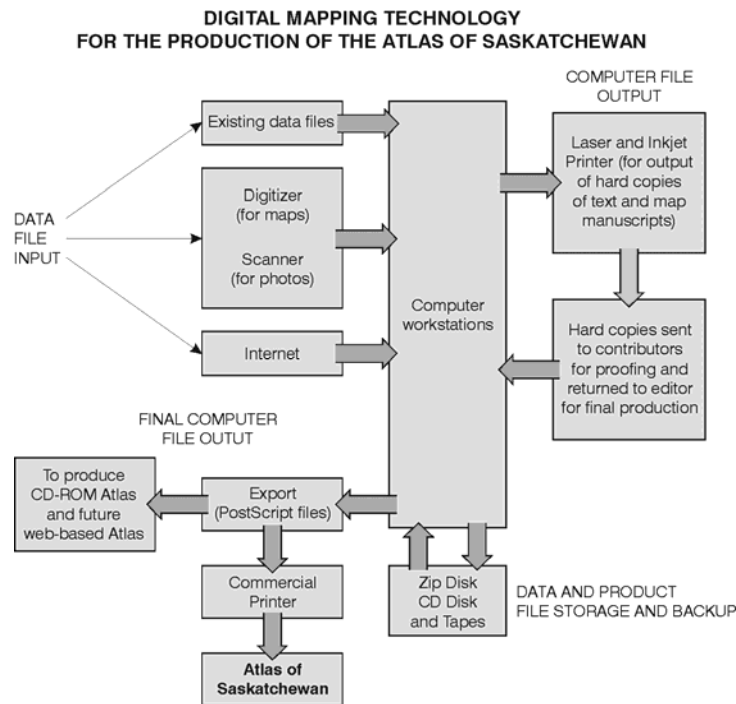 DIGITAL MAPPING TECHNOLOGY
FOR THE PRODUCTION OF THE ATLAS OF SASKATCHEWAN
COMPUTER FILE
OUTPUT
Existing data files
Laser and Inkjet
Printer (for output
of hard copies
of text and map
manuscripts)
DATA
FILE
INPUT
Digitizer
(for maps)
Scanner
(for photos)
Internet
Computer
workstations
Hard copies sent
to contributors
for proofing and
returned to editor
for final production
FINAL COMPUTER
FILE OUTUT
To produce
CD-ROM Atlas
and future
web-based Atlas
Export
(PostScript files)
Commercial
Printer
Atlas of
Saskatchewan
Zip Disk
CD Disk
and Tapes
DATA AND PRODUCT
FILE STORAGE AND BACKUP